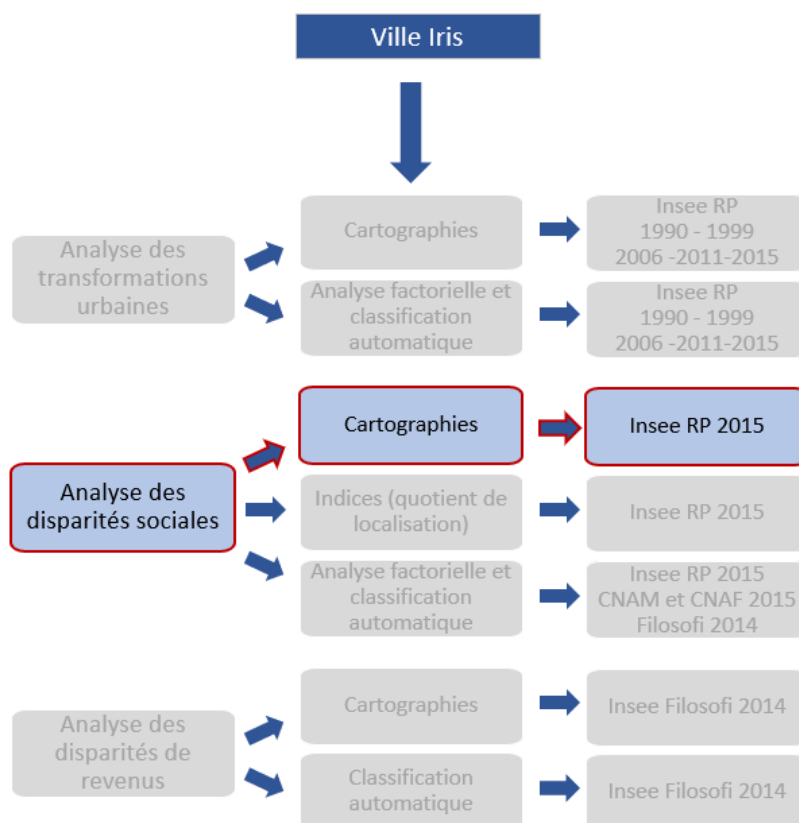 Ville Iris
Analyse des
transformations
urbaines
Cartographies
Insee RP
1990 - 1999
2006 -2011-2015
Analyse factorielle et
classification
automatique
Insee RP
1990 - 1999
2006 -2011-2015
Analyse des
disparités sociales
Cartographies
Insee RP 2015
Indices (quotient de
localisation)
Insee RP 2015
Analyse factorielle et
classification
automatique
Insee RP 2015
CNAM et CNAF 2015
Filosofi 2014
Analyse des
disparités de
revenus
Cartographies
Insee Filosofi 2014
Classification
automatique
Insee Filosofi 2014